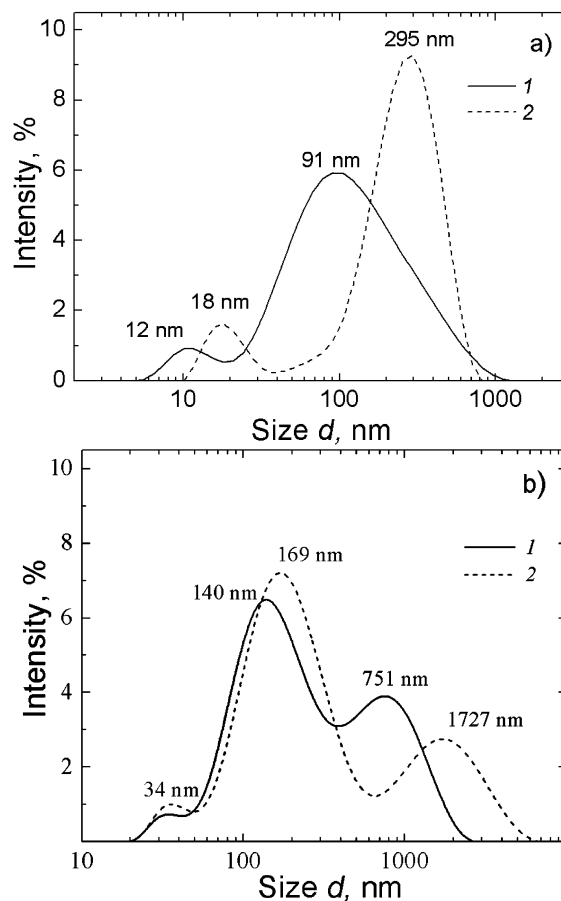 a)
10
8
6
4
2
0
Intensity, %
295 nm
91 nm
18 nm
12 nm
1
2
10
100
1000
Size d, nm
b)
10
8
6
4
2
Intensity, %
169 nm
140 nm
751 nm
1727 nm
34 nm
1
2
10
100
1000
Size d, nm